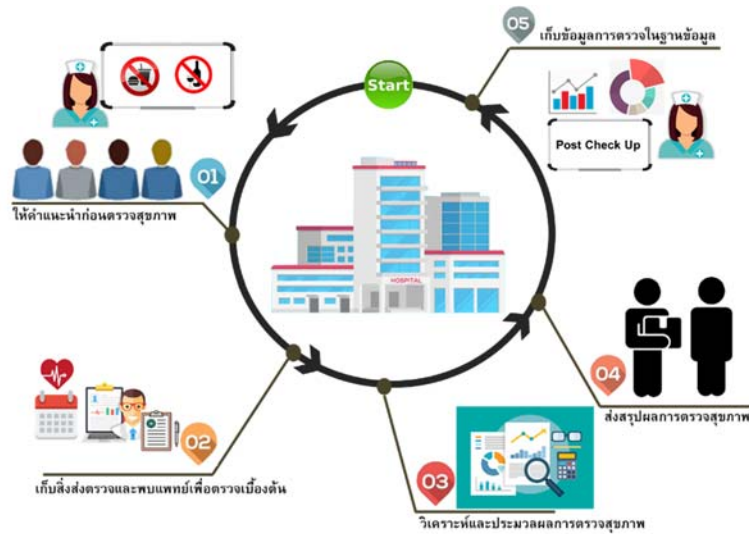 Start
01
ให้คำแนะนำก่อนตรวจสุขภาพ
02
เก็บสิ่งส่งตรวจและพบแพทย์เพื่อตรวจเบื้องต้น
03
วิเคราะห์และประมวลผลการตรวจสุขภาพ
04
ส่งสรุปผลการตรวจสุขภาพ
05
เก็บข้อมูลการตรวจในฐานข้อมูล
Post Check Up
HOSPITAL